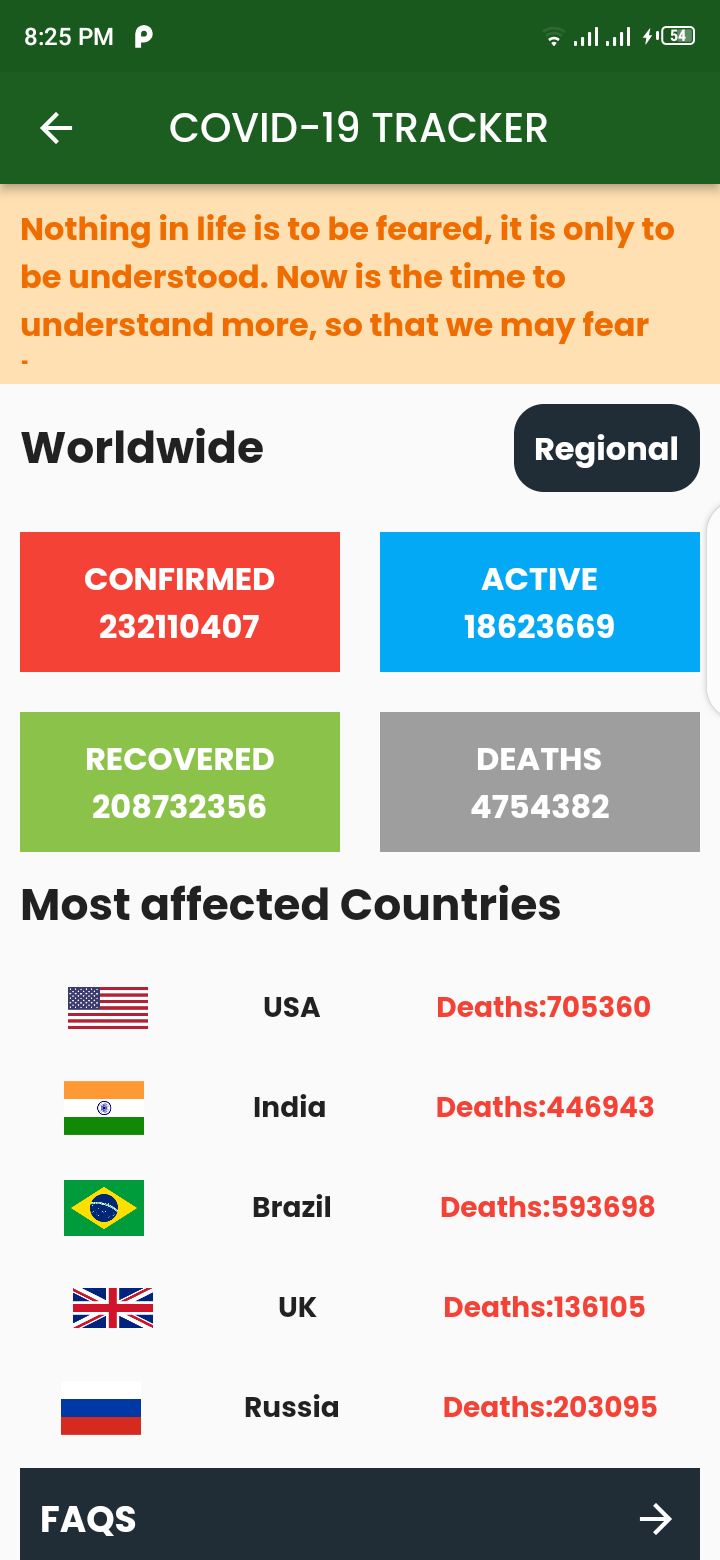 8:25 PM
54
COVID-19 TRACKER
Nothing in life is to be feared, it is only to
be understood. Now is the time to
understand more, so that we may fear
Worldwide
Regional
CONFIRMED
232110407
ACTIVE
18623669
RECOVERED
208732356
DEATHS
4754382
Most affected Countries
USA Deaths:705360
India Deaths:446943
Brazil Deaths:593698
UK Deaths:136105
Russia Deaths:203095
FAQS